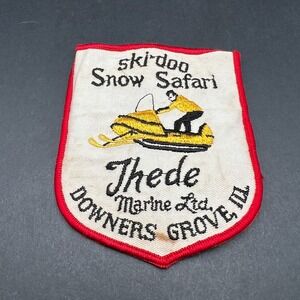 ski-doo
Snow Safari
Thede
Marine Ltd.
DOWNERS GROVE, Ill.